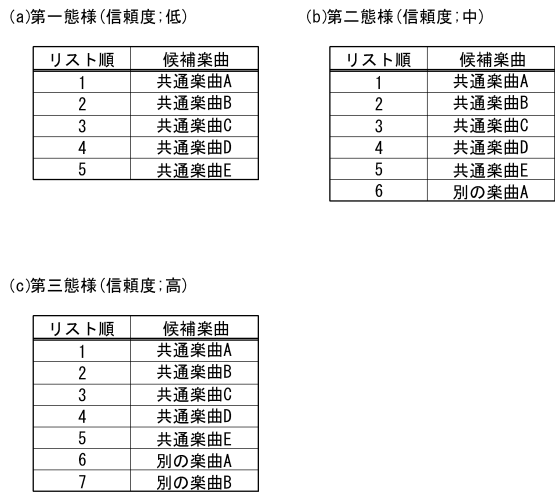 (a)第一態様(信頼度;低)
リスト順 候補楽曲
1 共通楽曲A
2 共通楽曲B
3 共通楽曲C
4 共通楽曲D
5 共通楽曲E
(b)第二態様(信頼度;中)
リスト順 候補楽曲
1 共通楽曲A
2 共通楽曲B
3 共通楽曲C
4 共通楽曲D
5 共通楽曲E
6 別の楽曲A
(c)第三態様(信頼度;高)
リスト順 候補楽曲
1 共通楽曲A
2 共通楽曲B
3 共通楽曲C
4 共通楽曲D
5 共通楽曲E
6 別の楽曲A
7 別の楽曲B